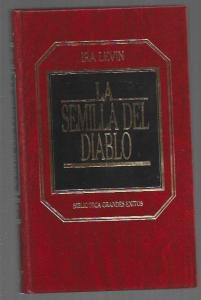 IRA LEVIN
LA
SEMILLA DEL
DIABLO
BIBLIOTECA GRANDES EXITOS